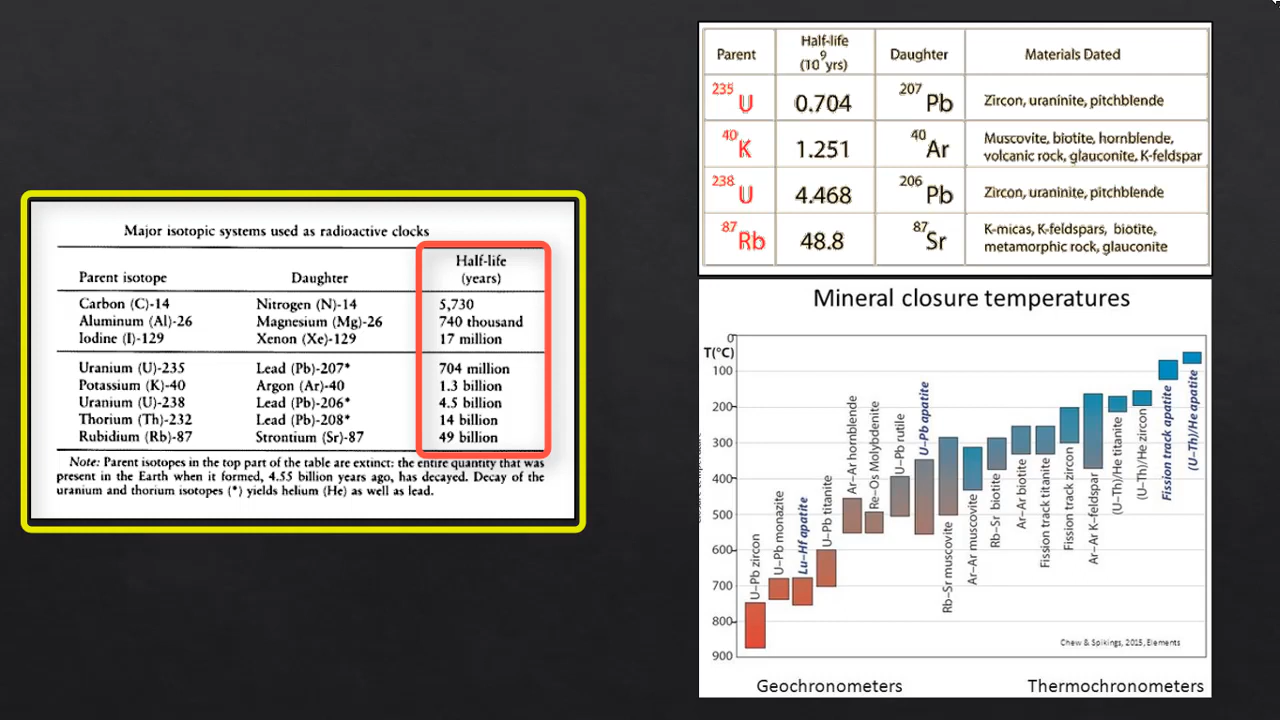 Major isotopic systems used as radioactive clocks
Parent isotope Daughter Half-life (years)
Carbon (C)-14 Nitrogen (N)-14 5,730
Aluminum (Al)-26 Magnesium (Mg)-26 740 thousand
Iodine (I)-129 Xenon (Xe)-129 17 million
Uranium (U)-235 Lead (Pb)-207* 704 million
Potassium (K)-40 Argon (Ar)-40 1.3 billion
Uranium (U)-238 Lead (Pb)-206* 4.5 billion
Thorium (Th)-232 Lead (Pb)-208* 14 billion
Rubidium (Rb)-87 Strontium (Sr)-87 49 billion
Note: Parent isotopes in the top part of the table are extinct: the entire quantity that was
present in the Earth when it formed, 4.55 billion years ago, has decayed. Decay of the
uranium and thorium isotopes (*) yields helium (He) as well as lead.
Parent Half-life (10⁹ yrs) Daughter Materials Dated
²³⁵U 0.704 ²⁰⁷Pb Zircon, uraninite, pitchblende
⁴⁰K 1.251 ⁴⁰Ar Muscovite, biotite, hornblende,
volcanic rock, glauconite, K-feldspar
²³⁸U 4.468 ²⁰⁶Pb Zircon, uraninite, pitchblende
⁸⁷Rb 48.8 ⁸⁷Sr K-micas, K-feldspars, biotite,
metamorphic rock, glauconite
Mineral closure temperatures
T(°C)
0
100
200
300
400
500
600
700
800
900
U–Pb zircon
U–Pb monazite
Lu–Hf apatite
U–Pb titanite
Ar–Ar hornblende
Re–Os Molybdenite
U–Pb rutile
U–Pb apatite
Rb–Sr muscovite
Ar–Ar muscovite
Rb–Sr biotite
Ar–Ar biotite
Fission track titanite
Fission track zircon
Ar–Ar K–feldspar
(U–Th)/He titanite
(U–Th)/He zircon
Fission track apatite
(U–Th)/He apatite
Chew & Spikings, 2015, Elements
Geochronometers
Thermochronometers